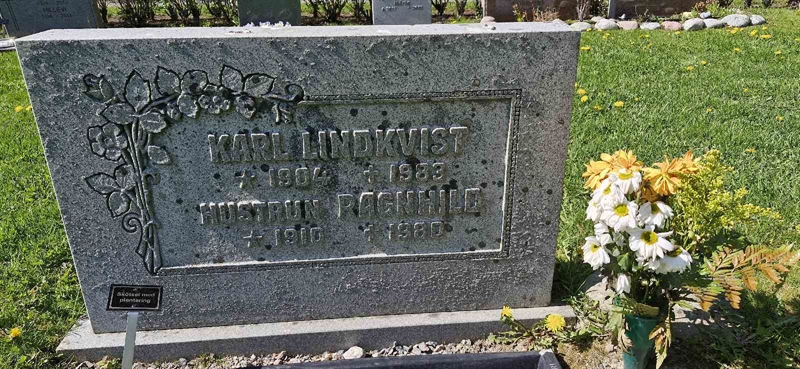 KARL LINDKVIST
* 1904 † 1983
HUSTRUN RAGNHILD
* 1910 † 1980
Skötsel med
plantering